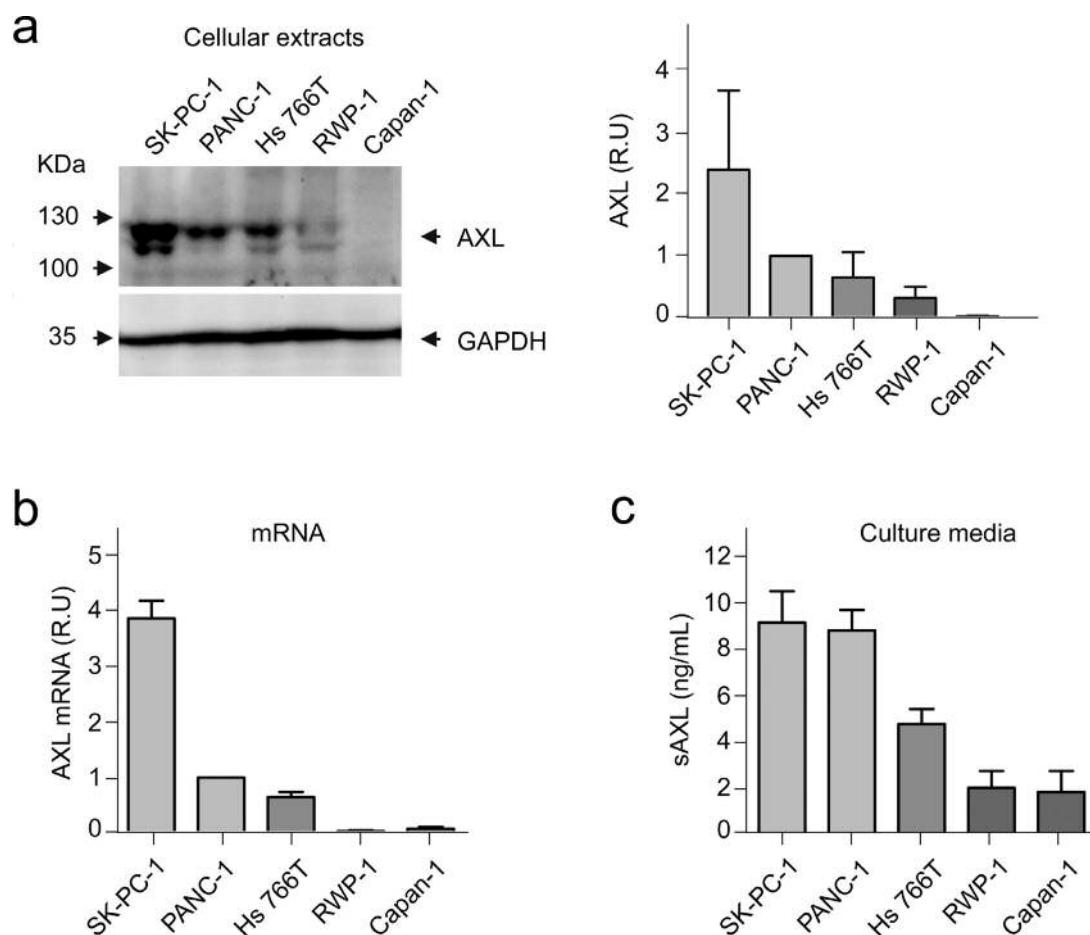 a
Cellular extracts
SK-PC-1
PANC-1
Hs 766T
RWP-1
Capan-1
KDa
130
100
AXL
35
GAPDH
AXL (R.U)
4
3
2
1
0
SK-PC-1
PANC-1
Hs 766T
RWP-1
Capan-1
b
mRNA
AXL mRNA (R.U)
5
4
3
2
1
0
SK-PC-1
PANC-1
Hs 766T
RWP-1
Capan-1
c
Culture media
sAXL (ng/mL)
12
10
8
6
4
2
0
SK-PC-1
PANC-1
Hs 766T
RWP-1
Capan-1